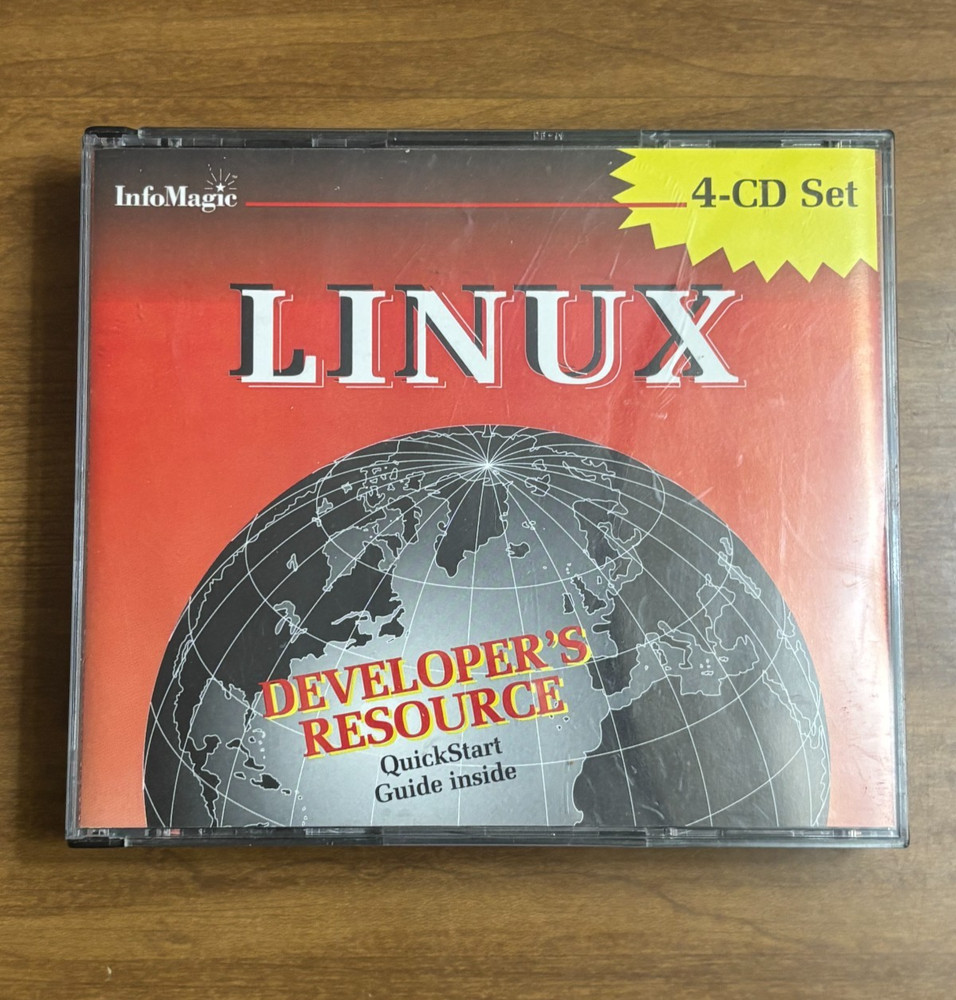 InfoMagic
4-CD Set
LINUX
DEVELOPER'S
RESOURCE
QuickStart
Guide inside